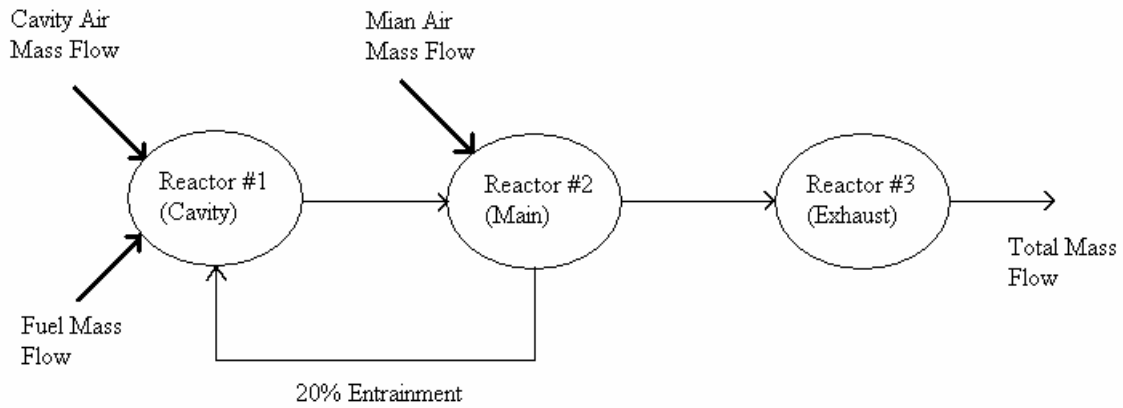 Cavity Air
Mass Flow
Mian Air
Mass Flow
Reactor #1
(Cavity)
Reactor #2
(Main)
Reactor #3
(Exhaust)
Total Mass
Flow
Fuel Mass
Flow
20% Entrainment